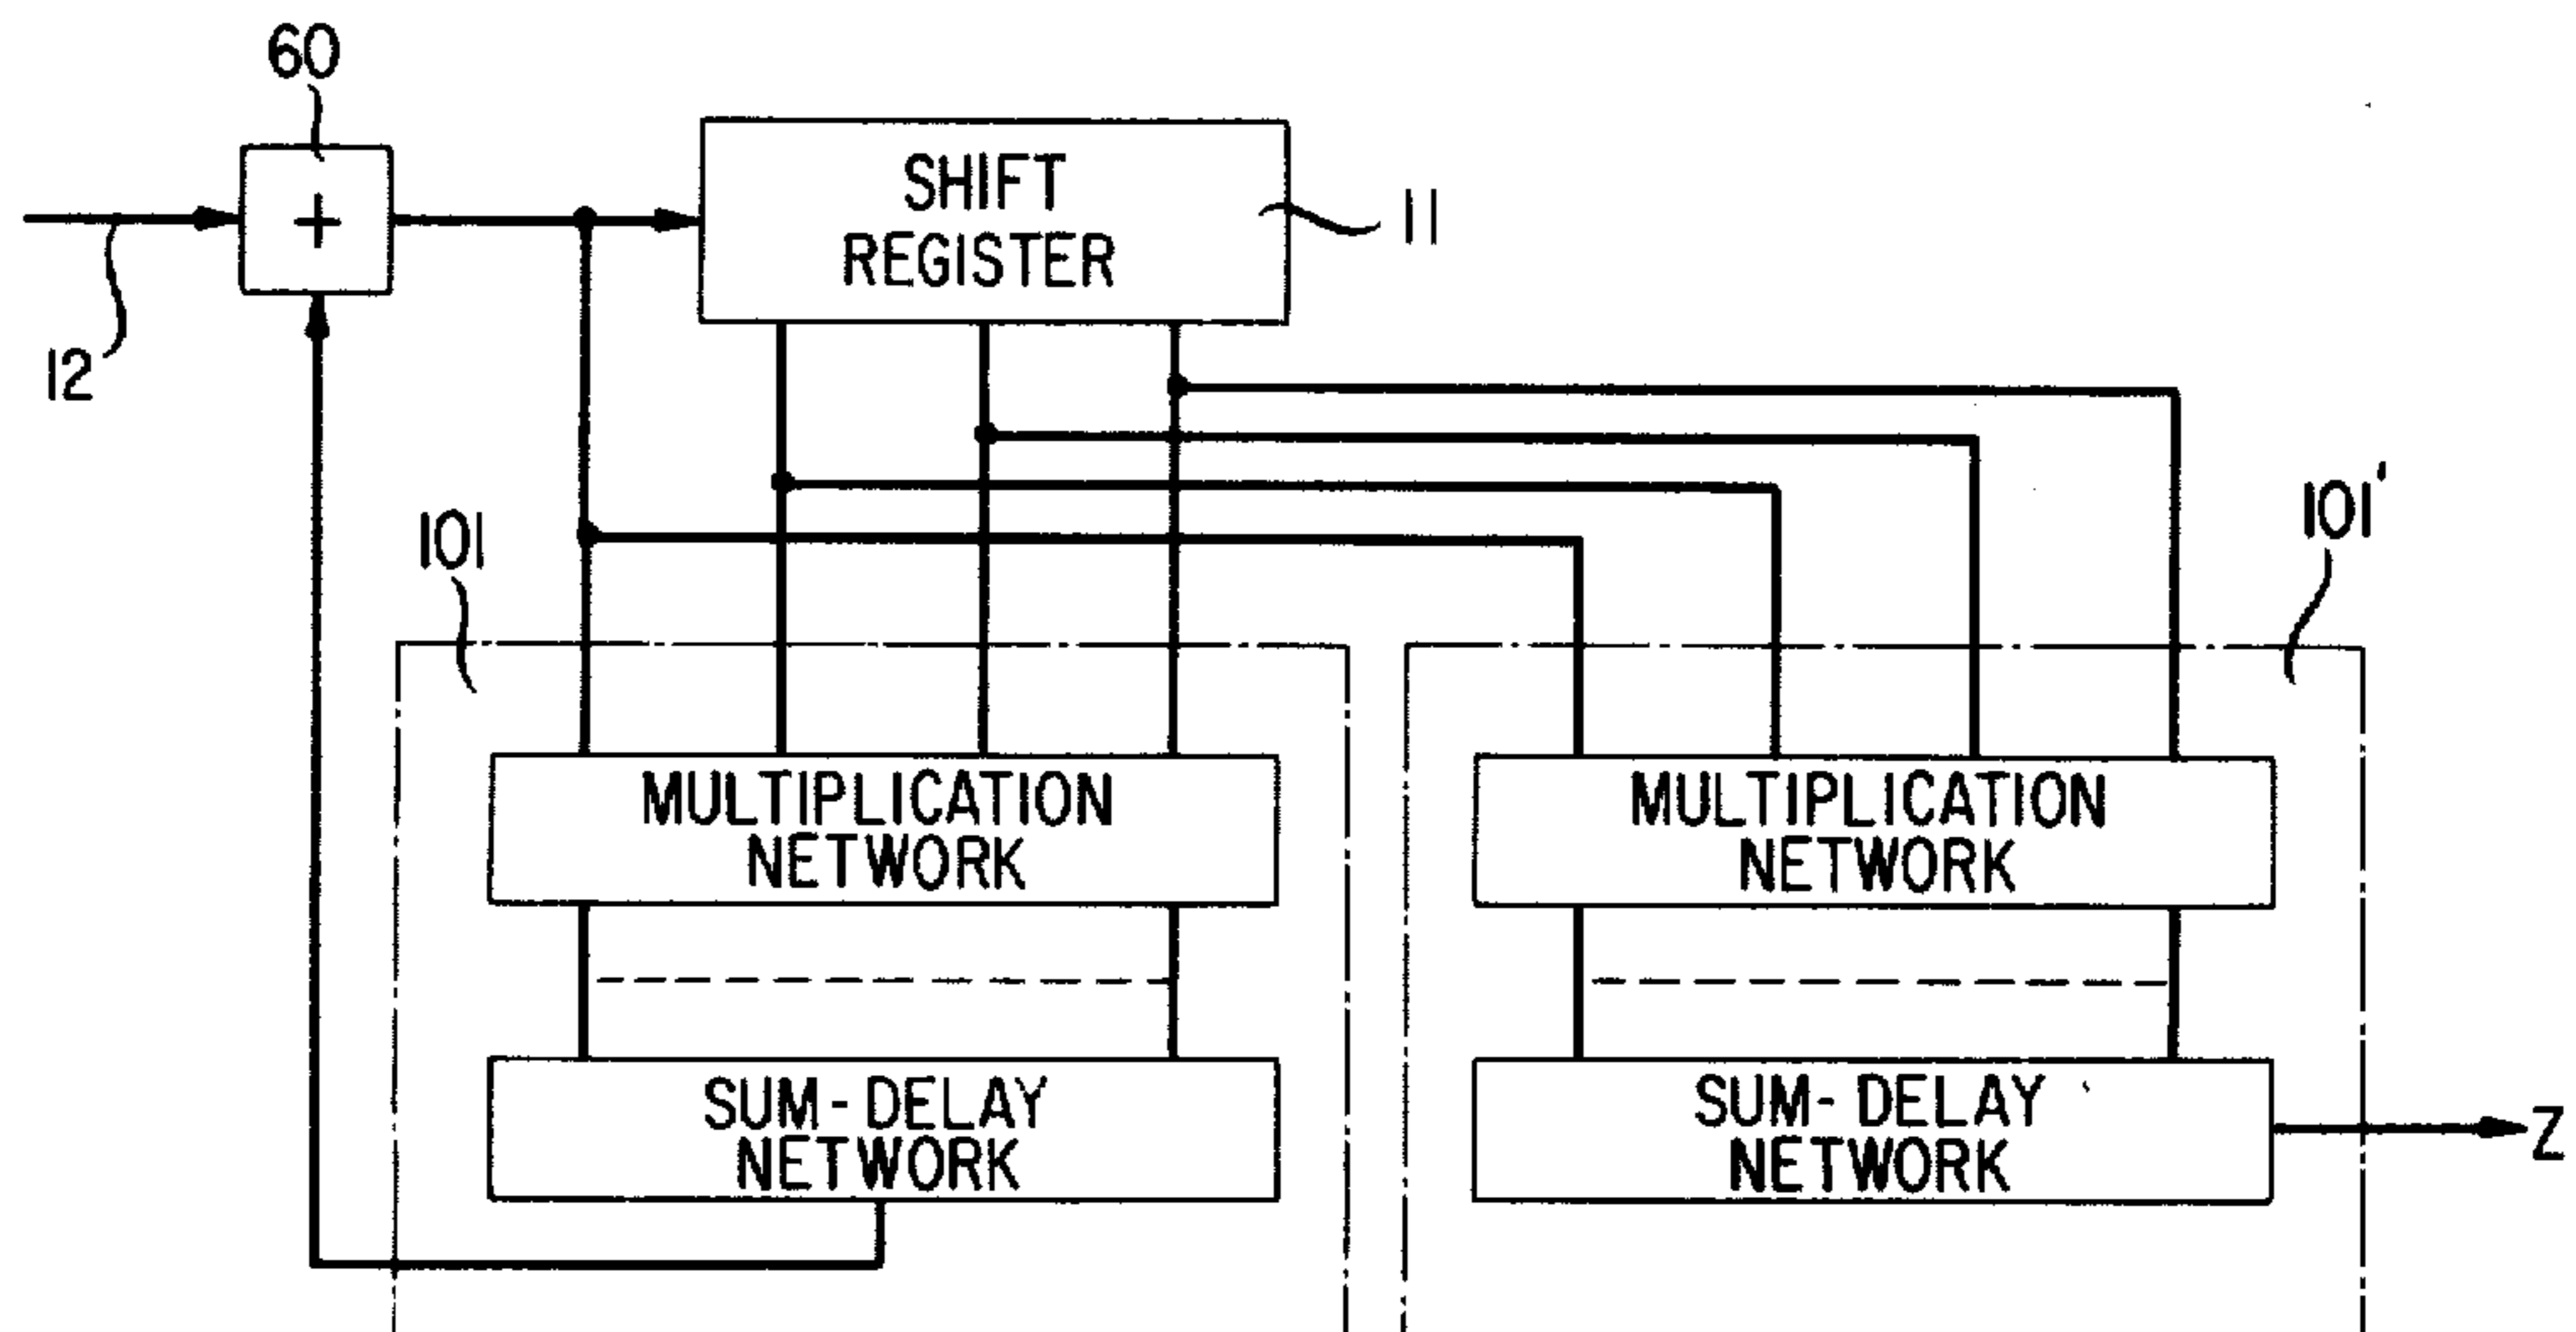 60
+
SHIFT
REGISTER
11
12
101
101'
MULTIPLICATION
NETWORK
MULTIPLICATION
NETWORK
SUM-DELAY
NETWORK
SUM-DELAY
NETWORK
Z